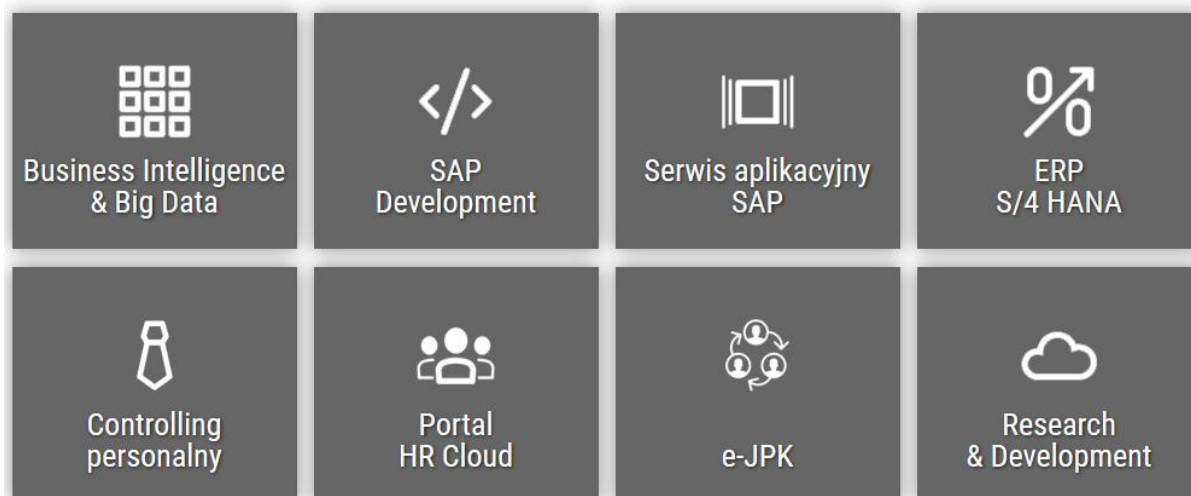 Business Intelligence
& Big Data
SAP
Development
Serwis aplikacyjny
SAP
ERP
S/4 HANA
Controlling
personalny
Portal
HR Cloud
e-JPK
Research
& Development